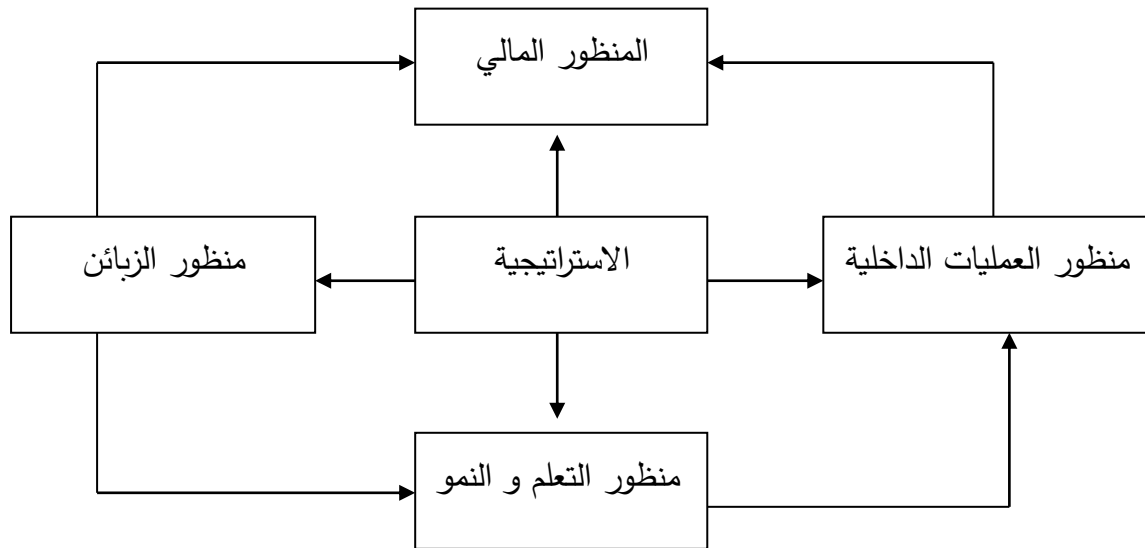 المنظور المالي
منظور العمليات الداخلية
الاستراتيجية
منظور الزبائن
منظور التعلم و النمو